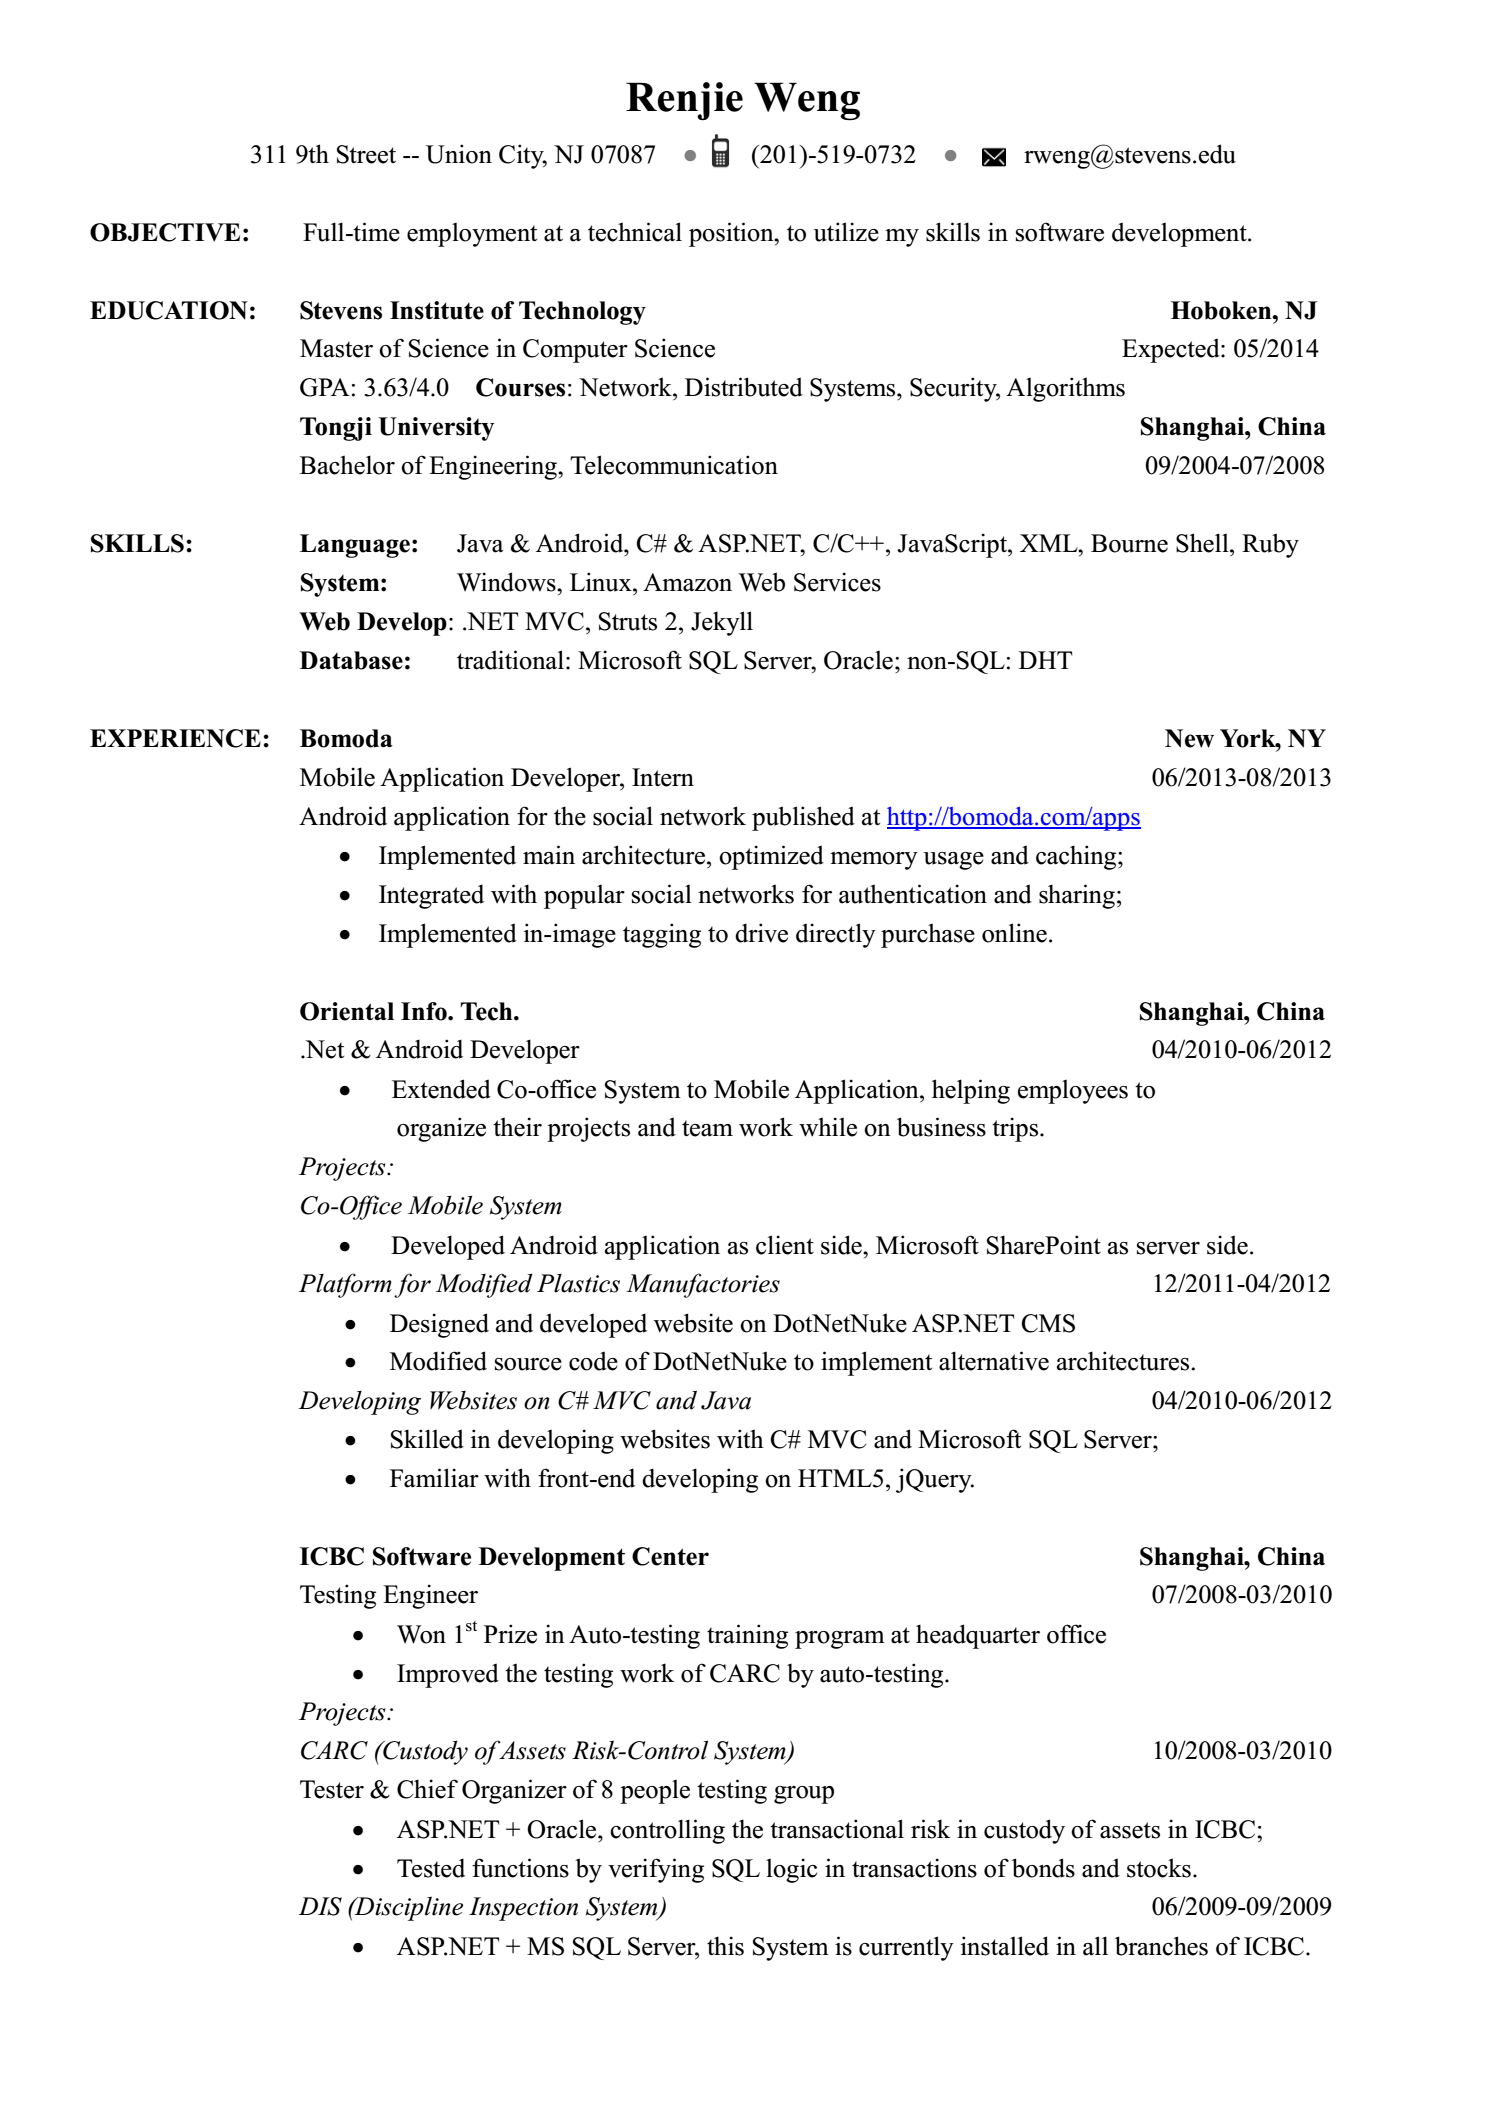 Renjie Weng
311 9th Street -- Union City, NJ 07087 • (201)-519-0732 • rweng@stevens.edu
OBJECTIVE: Full-time employment at a technical position, to utilize my skills in software development.
EDUCATION: Stevens Institute of Technology Hoboken, NJ
Master of Science in Computer Science Expected: 05/2014
GPA: 3.63/4.0 Courses: Network, Distributed Systems, Security, Algorithms
Tongji University Shanghai, China
Bachelor of Engineering, Telecommunication 09/2004-07/2008
SKILLS: Language: Java & Android, C# & ASP.NET, C/C++, JavaScript, XML, Bourne Shell, Ruby
System: Windows, Linux, Amazon Web Services
Web Develop: .NET MVC, Struts 2, Jekyll
Database: traditional: Microsoft SQL Server, Oracle; non-SQL: DHT
EXPERIENCE: Bomoda New York, NY
Mobile Application Developer, Intern 06/2013-08/2013
Android application for the social network published at http://bomoda.com/apps
• Implemented main architecture, optimized memory usage and caching;
• Integrated with popular social networks for authentication and sharing;
• Implemented in-image tagging to drive directly purchase online.
Oriental Info. Tech. Shanghai, China
.Net & Android Developer 04/2010-06/2012
• Extended Co-office System to Mobile Application, helping employees to
organize their projects and team work while on business trips.
Projects:
Co-Office Mobile System
• Developed Android application as client side, Microsoft SharePoint as server side.
Platform for Modified Plastics Manufactories 12/2011-04/2012
• Designed and developed website on DotNetNuke ASP.NET CMS
• Modified source code of DotNetNuke to implement alternative architectures.
Developing Websites on C# MVC and Java 04/2010-06/2012
• Skilled in developing websites with C# MVC and Microsoft SQL Server;
• Familiar with front-end developing on HTML5, jQuery.
ICBC Software Development Center Shanghai, China
Testing Engineer 07/2008-03/2010
• Won 1st Prize in Auto-testing training program at headquarter office
• Improved the testing work of CARC by auto-testing.
Projects:
CARC (Custody of Assets Risk-Control System) 10/2008-03/2010
Tester & Chief Organizer of 8 people testing group
• ASP.NET + Oracle, controlling the transactional risk in custody of assets in ICBC;
• Tested functions by verifying SQL logic in transactions of bonds and stocks.
DIS (Discipline Inspection System) 06/2009-09/2009
• ASP.NET + MS SQL Server, this System is currently installed in all branches of ICBC.